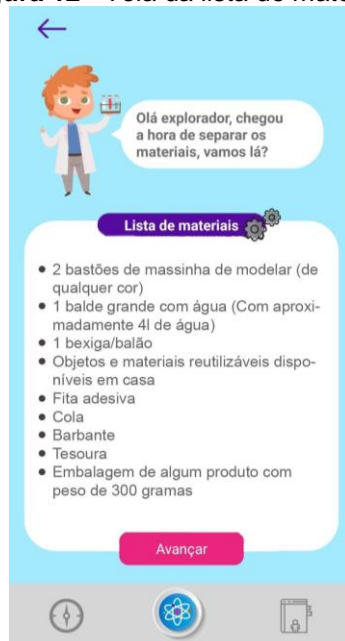 Olá explorador, chegou
a hora de separar os
materiais, vamos lá?
Lista de materiais
• 2 bastões de massinha de modelar (de
qualquer cor)
• 1 balde grande com água (Com aproxi-
madamente 4l de água)
• 1 bexiga/balão
• Objetos e materiais reutilizáveis dispo-
níveis em casa
• Fita adesiva
• Cola
• Barbante
• Tesoura
• Embalagem de algum produto com
peso de 300 gramas
Avançar